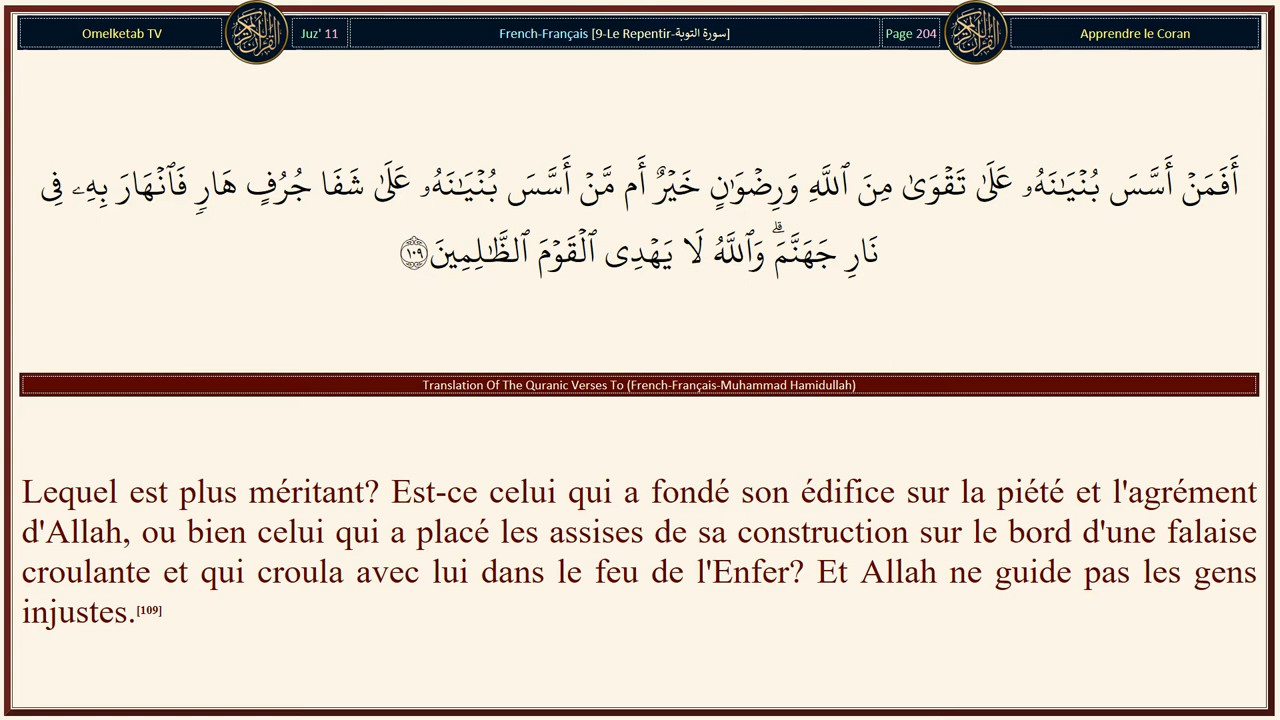 Omelketab TV
Juz' 11
French-Français [9-Le Repentir-سورة التوبة]
Page 204
Apprendre le Coran
أَفَمَنۡ أَسَّسَ بُنۡيَٰنَهُۥ عَلَىٰ تَقۡوَىٰ مِنَ ٱللَّهِ وَرِضۡوَٰنٍ خَيۡرٌ أَم مَّنۡ أَسَّسَ بُنۡيَٰنَهُۥ عَلَىٰ شَفَا جُرُفٍ هَارٖ فَٱنۡهَارَ بِهِۦ فِي
نَارِ جَهَنَّمَۗ وَٱللَّهُ لَا يَهۡدِي ٱلۡقَوۡمَ ٱلظَّٰلِمِينَ ١٠٩
Translation Of The Quranic Verses To (French-Français-Muhammad Hamidullah)
Lequel est plus méritant? Est-ce celui qui a fondé son édifice sur la piété et l'agrément
d'Allah, ou bien celui qui a placé les assises de sa construction sur le bord d'une falaise
croulante et qui croula avec lui dans le feu de l'Enfer? Et Allah ne guide pas les gens
injustes.[109]